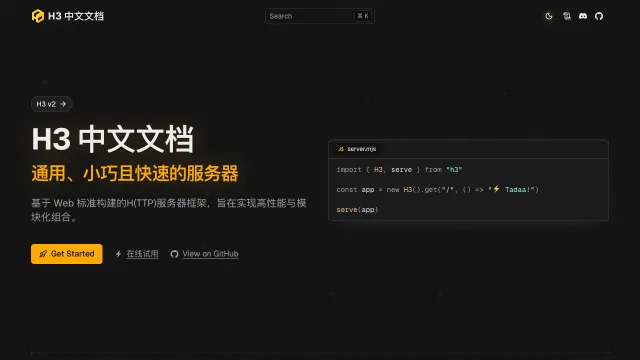 H3 中文文档
Search
⌘ K
H3 v2 →
H3 中文文档
通用、小巧且快速的服务器
基于 Web 标准构建的H(TTP)服务器框架，旨在实现高性能与模
块化组合。
Get Started
在线试用
View on GitHub
JS server.mjs
import { H3, serve } from "h3"
const app = new H3().get("/", () => "⚡ Tadaa!")
serve(app)